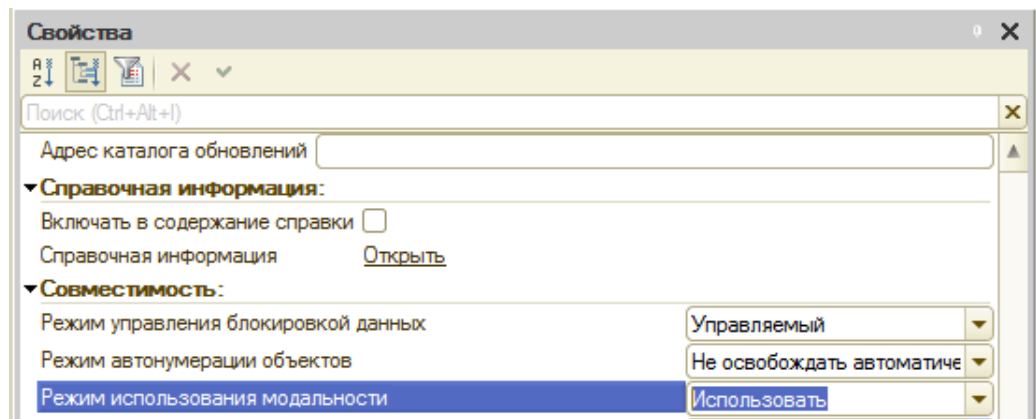 Свойства
Поиск (Ctrl+Alt+I)
Адрес каталога обновлений
Справочная информация:
Включать в содержание справки
Справочная информация Открыть
Совместимость:
Режим управления блокировкой данных Управляемый
Режим автонумерации объектов Не освобождать автоматиче
Режим использования модальности Использовать